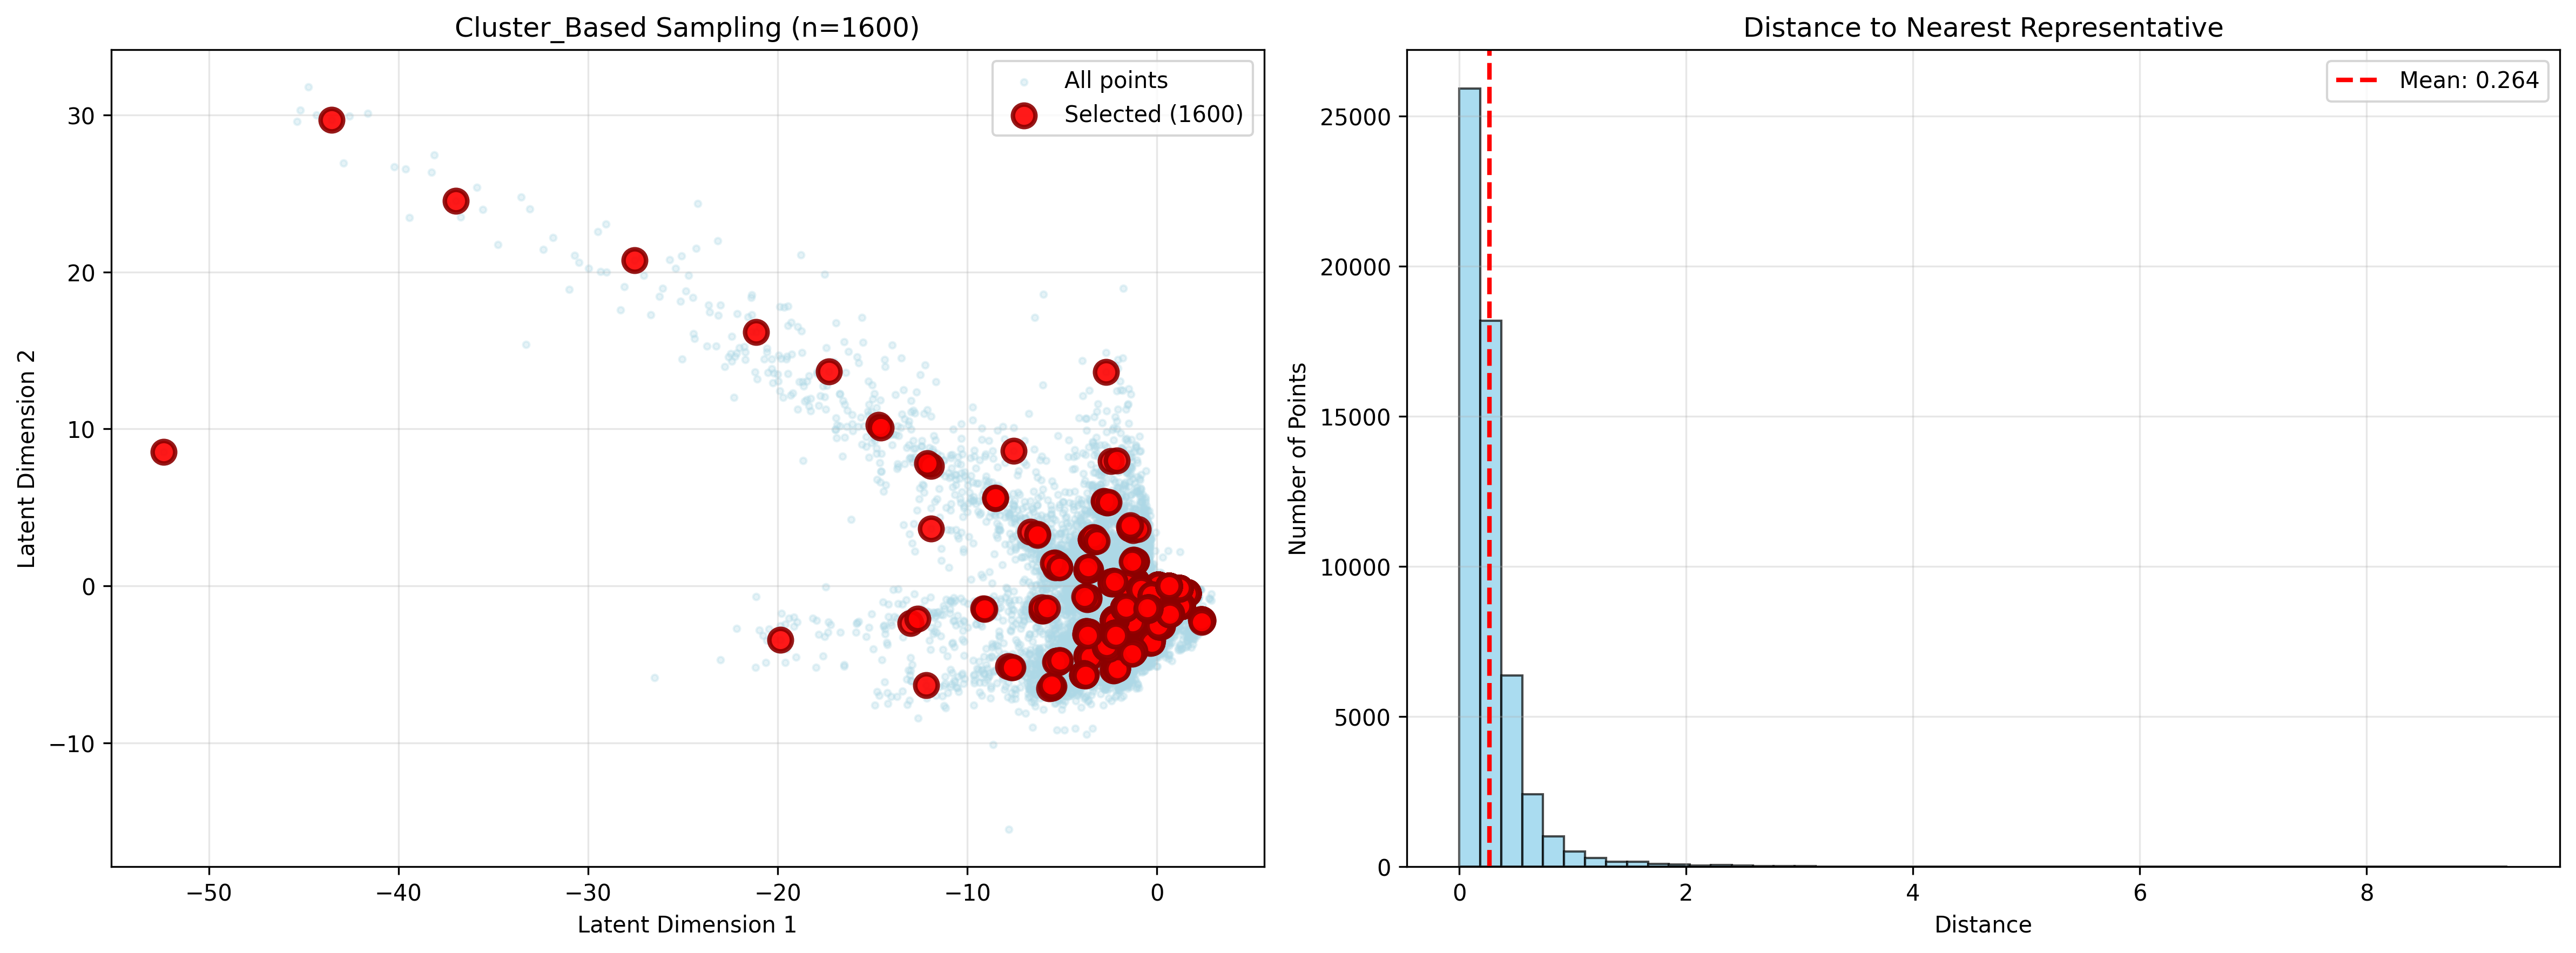 Cluster_Based Sampling (n=1600)
All points
Selected (1600)
30
20
10
0
−10
−50
−40
−30
−20
−10
0
Latent Dimension 1
Latent Dimension 2
Distance to Nearest Representative
Mean: 0.264
25000
20000
15000
10000
5000
0
0
2
4
6
8
Distance
Number of Points